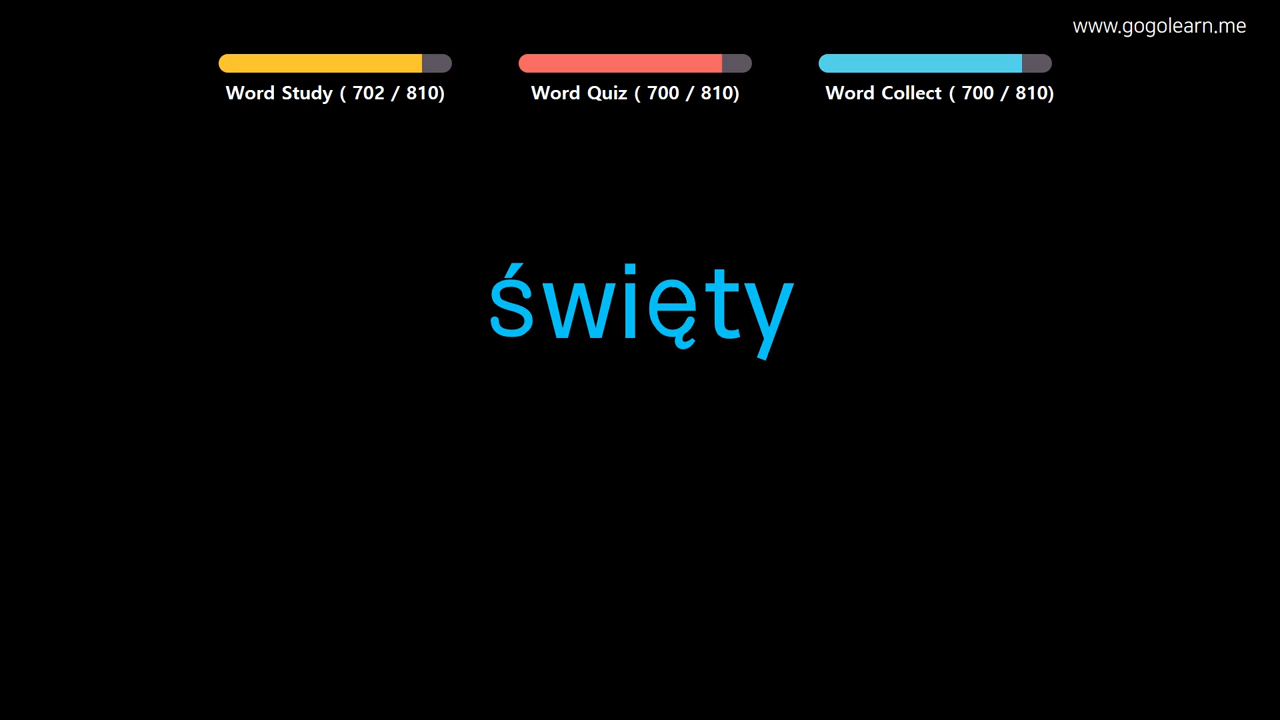 www.gogolearn.me
Word Study ( 702 / 810)
Word Quiz ( 700 / 810)
Word Collect ( 700 / 810)
święty